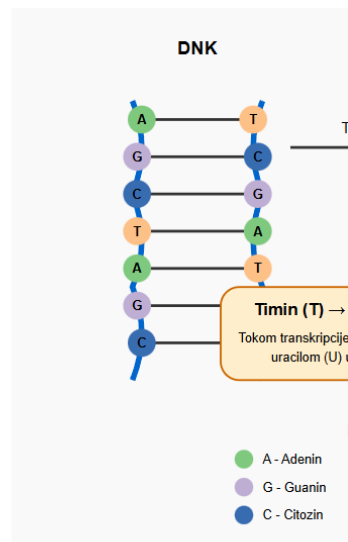 DNK
A T
T
G C
C G
T A
A T
G
C
Timin (T) →
Tokom transkripcije
uracilom (U)
A - Adenin
G - Guanin
C - Citozin